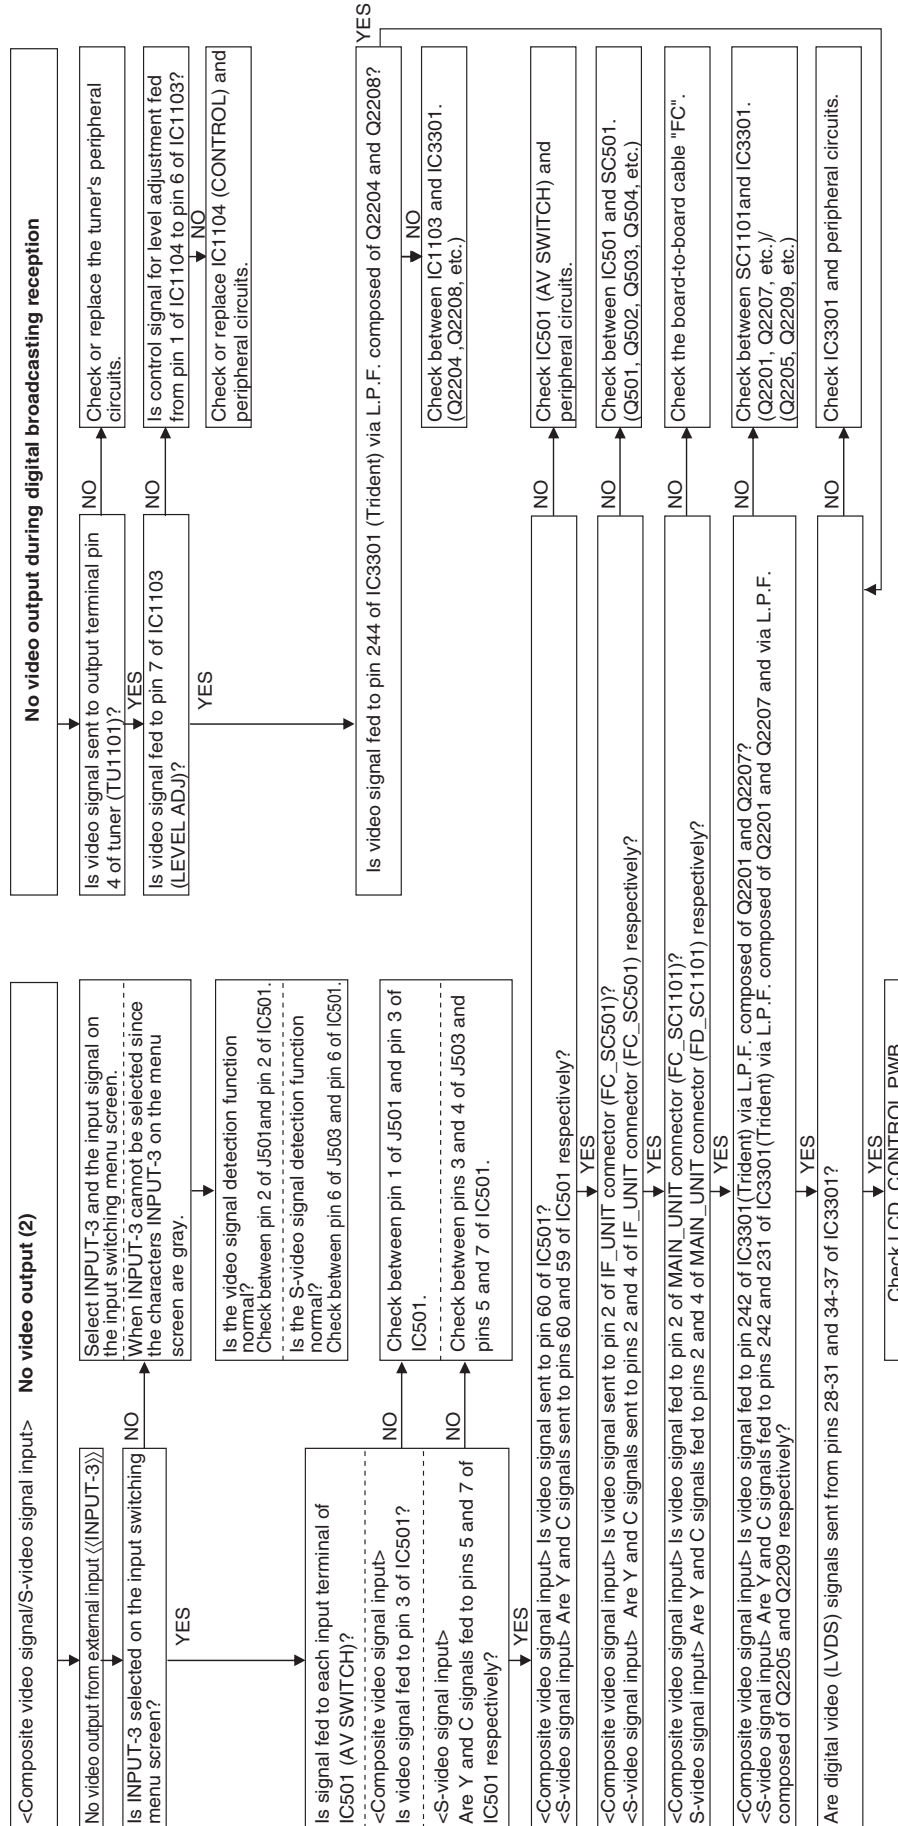 <Composite video signal/S-video signal input> No video output (2)
No video output from external input 《INPUT-3》
Is INPUT-3 selected on the input switching
menu screen?
NO
Select INPUT-3 and the input signal on
the input switching menu screen.
When INPUT-3 cannot be selected since
the characters INPUT-3 on the menu
screen are gray.
Is the video signal detection function
normal?
Check between pin 2 of J501and pin 2 of IC501.
Is the S-video signal detection function
normal?
Check between pin 6 of J503 and pin 6 of IC501.
YES
Is signal fed to each input terminal of
IC501 (AV SWITCH)?
<Composite video signal input>
Is video signal fed to pin 3 of IC501?
<S-video signal input>
Are Y and C signals fed to pins 5 and 7 of
IC501 respectively?
NO
Check between pin 1 of J501 and pin 3 of
IC501.
NO
Check between pins 3 and 4 of J503 and
pins 5 and 7 of IC501.
YES
No video output during digital broadcasting reception
Is video signal sent to output terminal pin
4 of tuner (TU1101)?
NO
Check or replace the tuner's peripheral
circuits.
YES
Is video signal fed to pin 7 of IC1103
(LEVEL ADJ)?
NO
Is control signal for level adjustment fed
from pin 1 of IC1104 to pin 6 of IC1103?
NO
Check or replace IC1104 (CONTROL) and
peripheral circuits.
YES
Is video signal fed to pin 244 of IC3301 (Trident) via L.P.F. composed of Q2204 and Q2208?
YES
NO
Check between IC1103 and IC3301.
(Q2204 ,Q2208, etc.)
<Composite video signal input> Is video signal sent to pin 60 of IC501?
<S-video signal input> Are Y and C signals sent to pins 60 and 59 of IC501 respectively?
NO
Check IC501 (AV SWITCH) and
peripheral circuits.
YES
<Composite video signal input> Is video signal sent to pin 2 of IF_UNIT connector (FC_SC501)?
<S-video signal input> Are Y and C signals sent to pins 2 and 4 of IF_UNIT connector (FC_SC501) respectively?
NO
Check between IC501 and SC501.
(Q501, Q502, Q503, Q504, etc.)
YES
<Composite video signal input> Is video signal fed to pin 2 of MAIN_UNIT connector (FC_SC1101)?
S-video signal input> Are Y and C signals fed to pins 2 and 4 of MAIN_UNIT connector (FD_SC1101) respectively?
NO
Check the board-to-board cable "FC".
YES
<Composite video signal input> Is video signal fed to pin 242 of IC3301(Trident) via L.P.F. composed of Q2201 and Q2207?
<S-video signal input> Are Y and C signals fed to pins 242 and 231 of IC3301(Trident) via L.P.F. composed of Q2201 and Q2207 and via L.P.F.
composed of Q2205 and Q2209 respectively?
NO
Check between SC1101and IC3301.
(Q2201, Q2207, etc.)/
(Q2205, Q2209, etc.)
YES
Are digital video (LVDS) signals sent from pins 28-31 and 34-37 of IC3301?
NO
Check IC3301 and peripheral circuits.
YES
Check LCD_CONTROL PWB